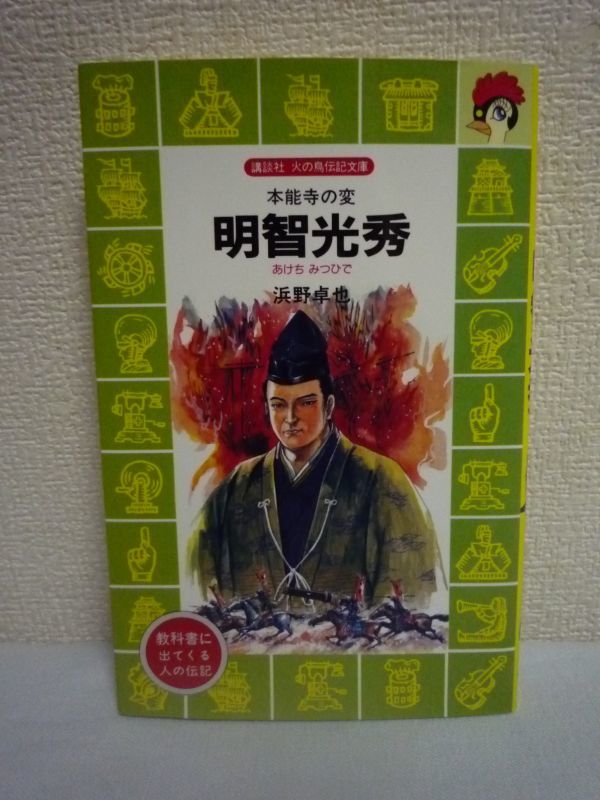 講談社 火の鳥伝記文庫
本能寺の変
明智光秀
あけち みつひで
浜野卓也
教科書に
出てくる
人の伝記